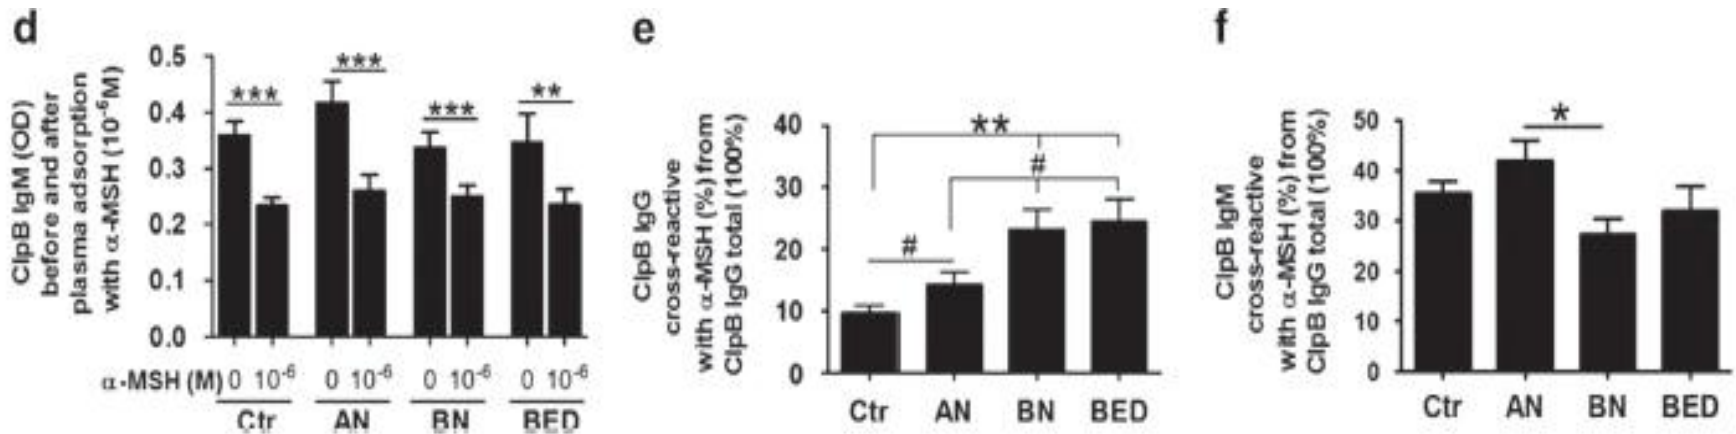 d
ClpB IgM (OD)
before and after
plasma adsorption
with α-MSH (10⁻⁶M)
0.5
0.4
0.3
0.2
0.1
0.0
***
***
***
**
α-MSH (M) 0 10⁻⁶ 0 10⁻⁶ 0 10⁻⁶ 0 10⁻⁶
Ctr AN BN BED
e
ClpB IgG
cross-reactive
with α-MSH (%) from
ClpB IgG total (100%)
40
30
20
10
0
**
#
#
Ctr AN BN BED
f
ClpB IgM
cross-reactive
with α-MSH (%) from
ClpB IgG total (100%)
50
40
30
20
10
0
*
Ctr AN BN BED